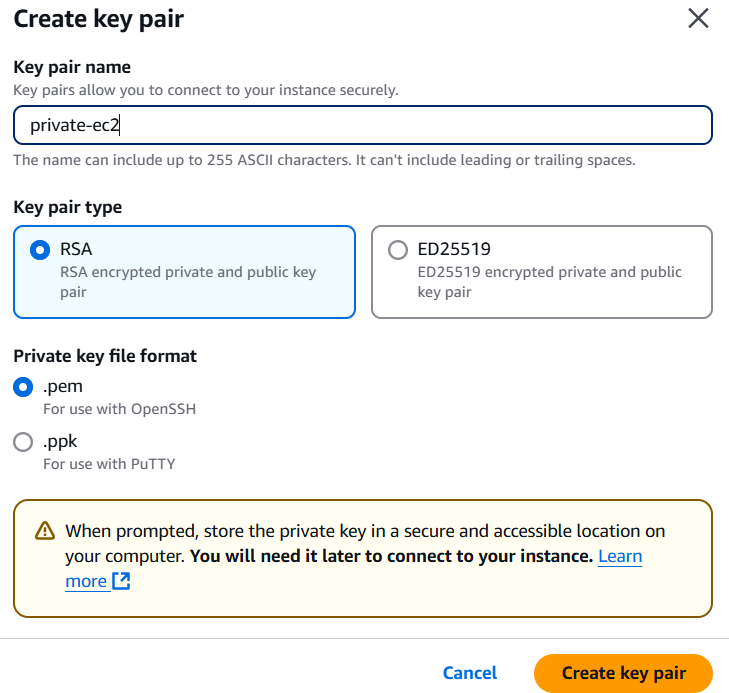 Create key pair
Key pair name
Key pairs allow you to connect to your instance securely.
private-ec2
The name can include up to 255 ASCII characters. It can't include leading or trailing spaces.
Key pair type
RSA
RSA encrypted private and public key
pair
ED25519
ED25519 encrypted private and public
key pair
Private key file format
.pem
For use with OpenSSH
.ppk
For use with PuTTY
When prompted, store the private key in a secure and accessible location on
your computer. You will need it later to connect to your instance. Learn
more
Cancel
Create key pair